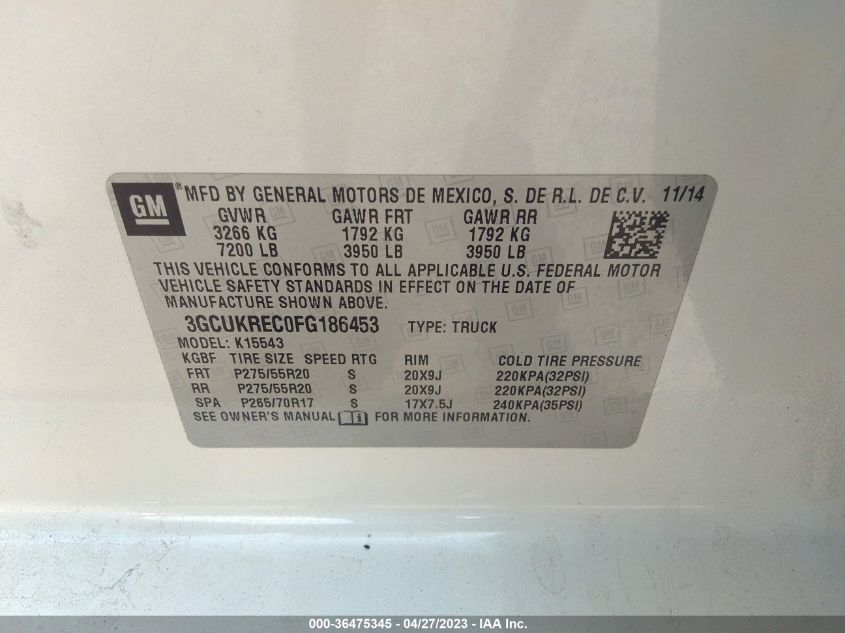 GM ® MFD BY GENERAL MOTORS DE MEXICO, S. DE R.L. DE C.V. 11/14
GVWR GAWR FRT GAWR RR
3266 KG 1792 KG 1792 KG
7200 LB 3950 LB 3950 LB
THIS VEHICLE CONFORMS TO ALL APPLICABLE U.S. FEDERAL MOTOR
VEHICLE SAFETY STANDARDS IN EFFECT ON THE DATE OF
MANUFACTURE SHOWN ABOVE.
3GCUKREC0FG186453 TYPE: TRUCK
MODEL: K15543
KGBF TIRE SIZE SPEED RTG RIM COLD TIRE PRESSURE
FRT P275/55R20 S 20X9J 220KPA(32PSI)
RR P275/55R20 S 20X9J 220KPA(32PSI)
SPA P265/70R17 S 17X7.5J 240KPA(35PSI)
SEE OWNER'S MANUAL i FOR MORE INFORMATION.
000-36475345 - 04/27/2023 - IAA Inc.